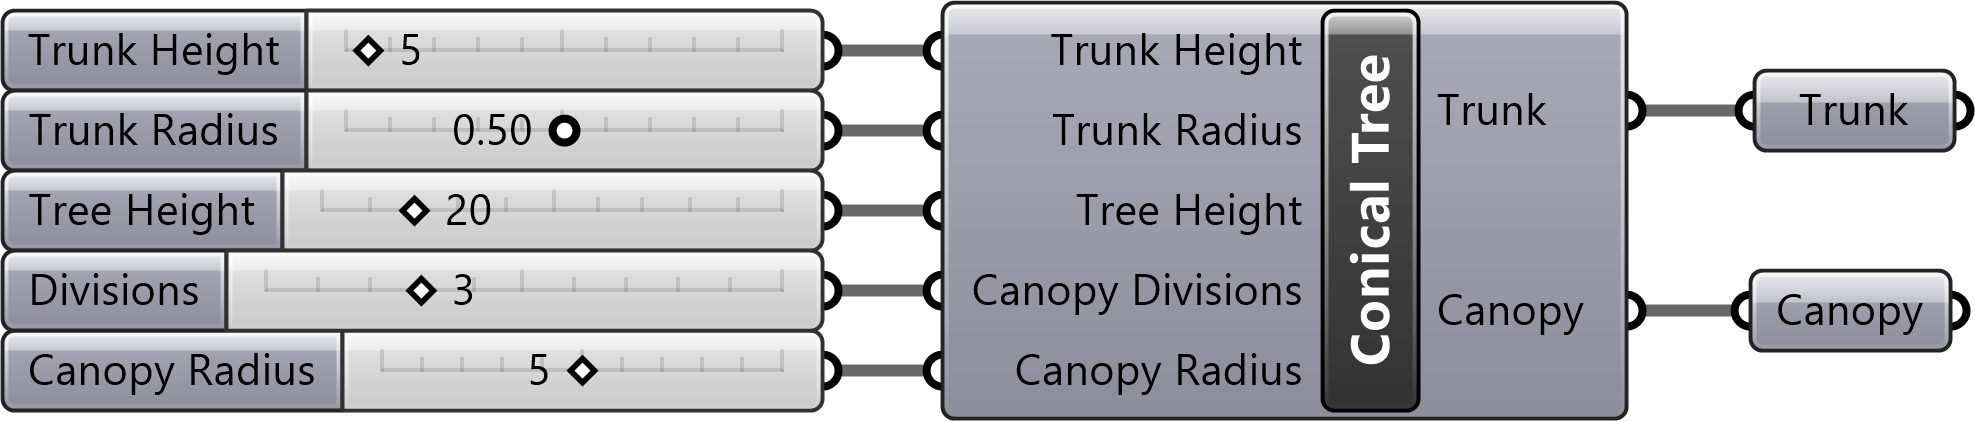 Trunk Height 5
Trunk Radius 0.50
Tree Height 20
Divisions 3
Canopy Radius 5
Trunk Height
Trunk Radius
Tree Height
Canopy Divisions
Canopy Radius
Conical Tree
Trunk
Canopy
Trunk
Canopy